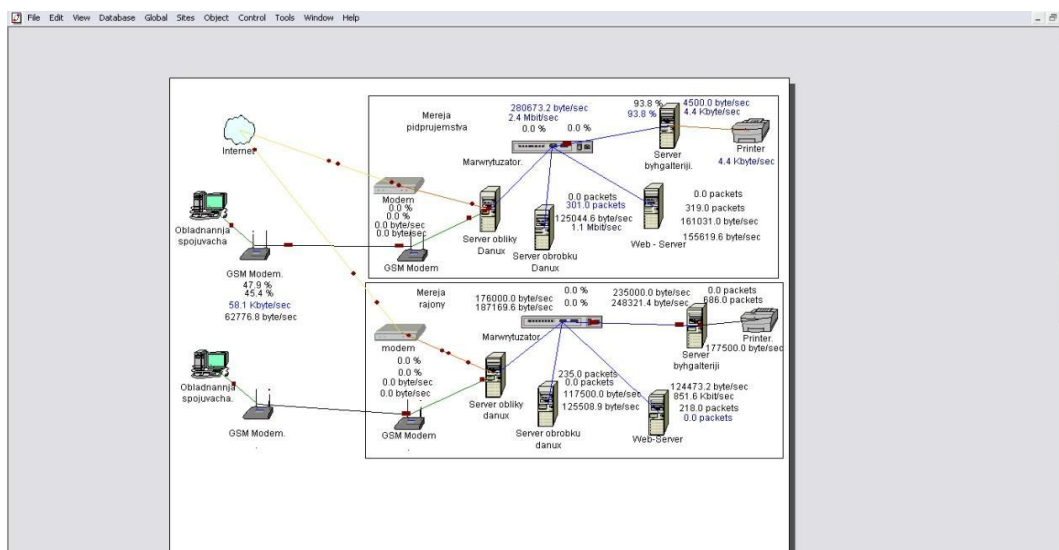 File Edit View Database Global Sites Object Control Tools Window Help
Mereja
pidprujemstva
280673.2 byte/sec
2.4 Mbit/sec
0.0 % 0.0 %
93.8 %
93.8 %
4500.0 byte/sec
4.4 Kbyte/sec
Internet
Marwrytuzator.
Server
byhgalteriji.
Printer
4.4 Kbyte/sec
Modem
0.0 %
0.0 %
0.0 byte/sec
0.0 byte/sec
Obladnannja
spojuvacha
GSM Modem.
47.9 %
45.4 %
58.1 Kbyte/sec
62776.8 byte/sec
GSM Modem
Server obliky
Danux
0.0 packets
301.0 packets
125044.6 byte/sec
1.1 Mbit/sec
Server obrobku
Danux
Web - Server
0.0 packets
319.0 packets
161031.0 byte/sec
155619.6 byte/sec
Mereja
rajony
176000.0 byte/sec
187169.6 byte/sec
0.0 %
0.0 %
235000.0 byte/sec
248321.4 byte/sec
0.0 packets
686.0 packets
Marwrytuzator
Server
byhgalteriji
Printer.
177500.0 byte/sec
modem
0.0 %
0.0 %
0.0 byte/sec
0.0 byte/sec
Obladnannja
spojuvacha.
GSM Modem.
GSM Modem
Server obliky
danux
235.0 packets
0.0 packets
117500.0 byte/sec
125508.9 byte/sec
Server obrobku
danux
124473.2 byte/sec
851.6 Kbit/sec
218.0 packets
0.0 packets
Web-Server